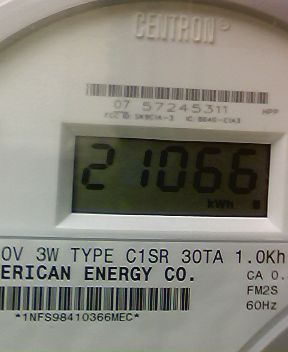 CENTRON®
07 57245311 HPP
21066
kWh
0V 3W TYPE C1SR 30TA 1.0Kh
ERICAN ENERGY CO. CA 0.
FM2S
60Hz
*1NFS98410366MEC*